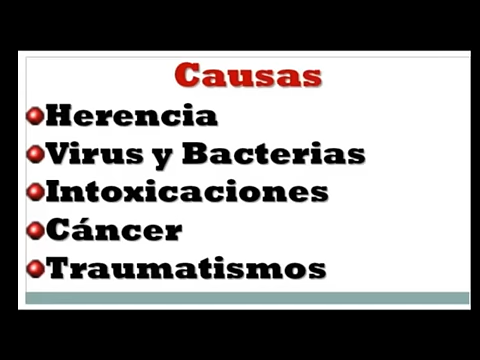 Causas
Herencia
Virus y Bacterias
Intoxicaciones
Cáncer
Traumatismos